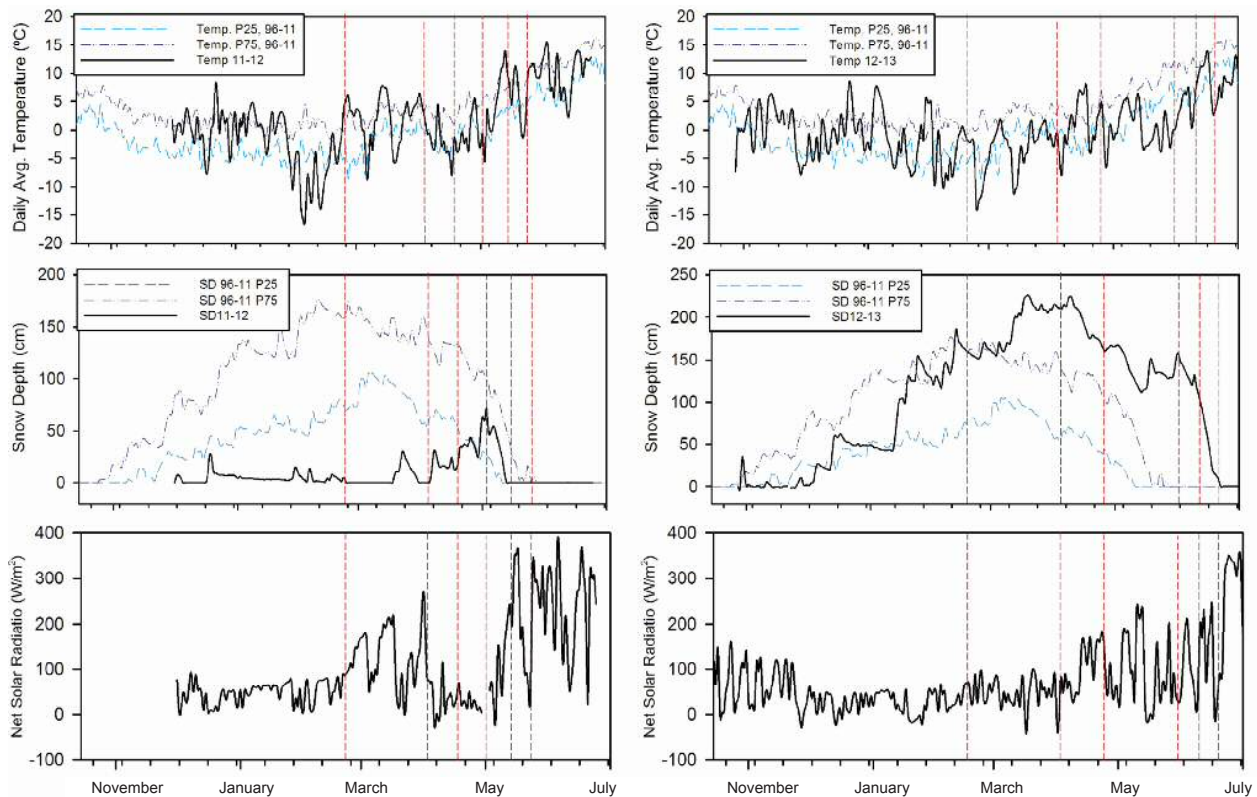 20
15
10
5
0
-5
-10
-15
-20
Daily Avg. Temperature (ºC)
Temp. P25, 96-11
Temp. P75, 96-11
Temp 11-12
20
15
10
5
0
-5
-10
-15
-20
Daily Avg. Temperature (ºC)
Temp. P25, 96-11
Temp. P75, 96-11
Temp 12-13
200
150
100
50
0
Snow Depth (cm)
SD 96-11 P25
SD 96-11 P75
SD11-12
250
200
150
100
50
0
Snow Depth (cm)
SD 96-11 P25
SD 96-11 P75
SD12-13
400
300
200
100
0
-100
Net Solar Radiatio (W/m²)
November January March May July
400
300
200
100
0
-100
Net Solar Radiatio (W/m²)
November January March May July